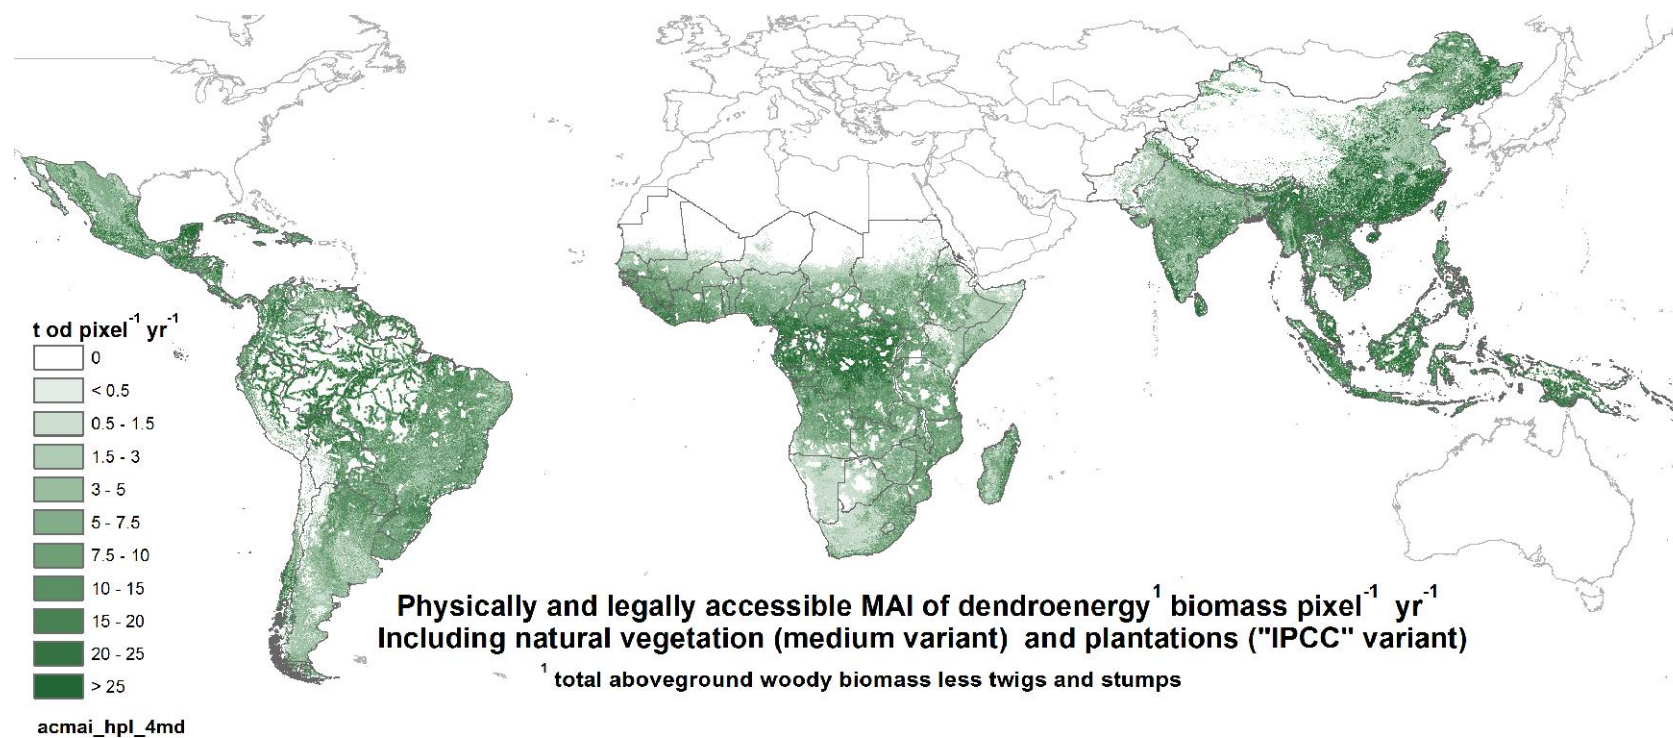 t od pixel⁻¹ yr⁻¹
0
< 0.5
0.5 - 1.5
1.5 - 3
3 - 5
5 - 7.5
7.5 - 10
10 - 15
15 - 20
20 - 25
> 25
acmai_hpl_4md
Physically and legally accessible MAI of dendroenergy¹ biomass pixel⁻¹ yr⁻¹
Including natural vegetation (medium variant) and plantations ("IPCC" variant)
¹ total aboveground woody biomass less twigs and stumps